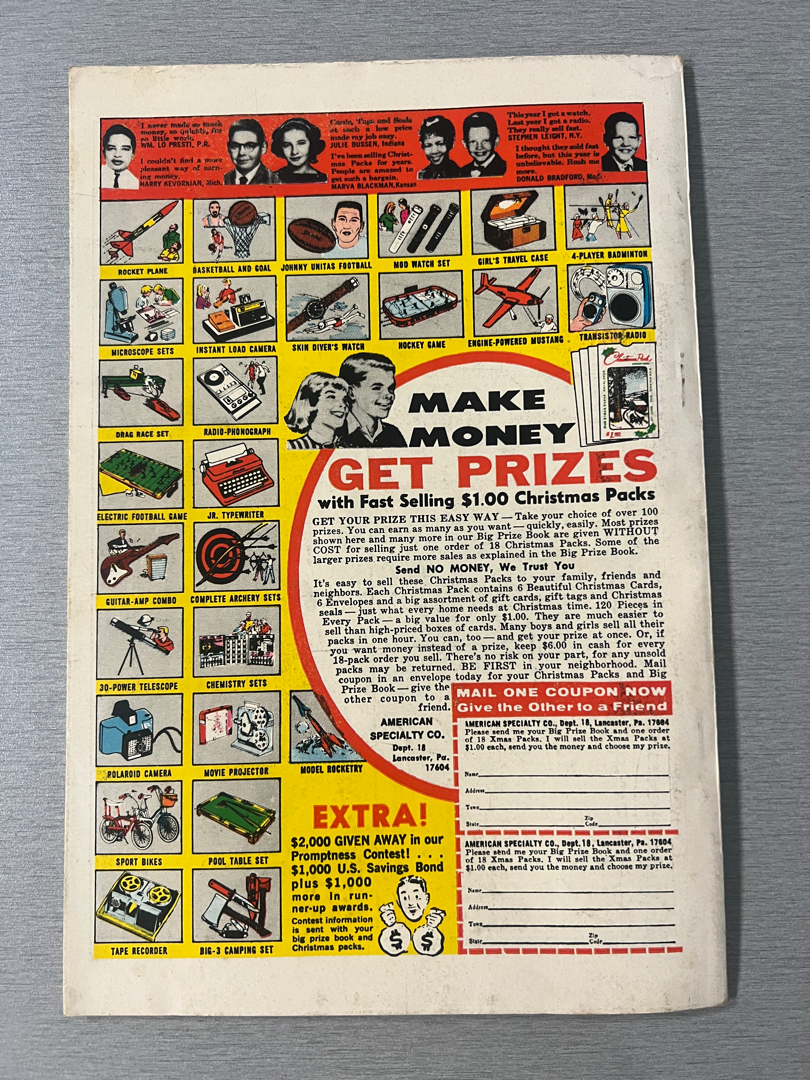 I never made so much
money, so quickly, for
so little work.
WM. LO PRESTI, P.R.
I couldn't find a more
pleasant way of earn-
ing money.
HARRY KEVORKIAN, Mich.
Cards, Tags and Seals
at such a low price
made my job easy.
JULIE BUSSEN, Indiana
I've been selling Christ-
mas Packs for years.
People are amazed to
get such a bargain.
MARVA BLACKMAN, Kansas
This year I got a watch.
Last year I got a radio.
They really sell fast.
STEPHEN LEIGHT, N.Y.
I thought they sold fast
before, but this year is
unbelievable. Rush me
more.
DONALD BRADFORD,
ROCKET PLANE
BASKETBALL AND GOAL
JOHNNY UNITAS FOOTBALL
MOD WATCH SET
GIRL'S TRAVEL CASE
4-PLAYER BADMINTON
MICROSCOPE SETS
INSTANT LOAD CAMERA
SKIN DIVER'S WATCH
HOCKEY GAME
ENGINE-POWERED MUSTANG
TRANSISTOR RADIO
DRAG RACE SET
RADIO-PHONOGRAPH
ELECTRIC FOOTBALL GAME
JR. TYPEWRITER
GUITAR-AMP COMBO
COMPLETE ARCHERY SETS
30-POWER TELESCOPE
CHEMISTRY SETS
POLAROID CAMERA
MOVIE PROJECTOR
MODEL ROCKETRY
SPORT BIKES
POOL TABLE SET
TAPE RECORDER
BIG-3 CAMPING SET
Christmas Pack
$1.00
MAKE
MONEY
GET PRIZES
with Fast Selling $1.00 Christmas Packs
GET YOUR PRIZE THIS EASY WAY — Take your choice of over 100
prizes. You can earn as many as you want — quickly, easily. Most prizes
shown here and many more in our Big Prize Book are given WITHOUT
COST for selling just one order of 18 Christmas Packs. Some of the
larger prizes require more sales as explained in the Big Prize Book.
Send NO MONEY, We Trust You
It's easy to sell these Christmas Packs to your family, friends and
neighbors. Each Christmas Pack contains 6 Beautiful Christmas Cards,
6 Envelopes and a big assortment of gift cards, gift tags and Christmas
seals — just what every home needs at Christmas time. 120 Pieces in
Every Pack — a big value for only $1.00. They are much easier to
sell than high-priced boxes of cards. Many boys and girls sell all their
packs in one hour. You can, too — and get your prize at once. Or, if
you want money instead of a prize, keep $6.00 in cash for every
18-pack order you sell. There's no risk on your part, for any unsold
packs may be returned. BE FIRST in your neighborhood. Mail
coupon in an envelope today for your Christmas Packs and Big
Prize Book — give the
other coupon to a
friend.
AMERICAN
SPECIALTY CO.
Dept. 18
Lancaster, Pa.
17604
MAIL ONE COUPON NOW
Give the Other to a Friend
AMERICAN SPECIALTY CO., Dept. 18, Lancaster, Pa. 17604
Please send me your Big Prize Book and one order
of 18 Xmas Packs. I will sell the Xmas Packs at
$1.00 each, send you the money and choose my prize.
Name
Address
Town
State Zip Code
AMERICAN SPECIALTY CO., Dept. 18, Lancaster, Pa. 17604
Please send me your Big Prize Book and one order
of 18 Xmas Packs. I will sell the Xmas Packs at
$1.00 each, send you the money and choose my prize.
Name
Address
Town
State Zip Code
EXTRA!
$2,000 GIVEN AWAY in our
Promptness Contest! . . .
$1,000 U.S. Savings Bond
plus $1,000
more in run-
ner-up awards.
Contest information
is sent with your
big prize book and
Christmas packs.
$ $